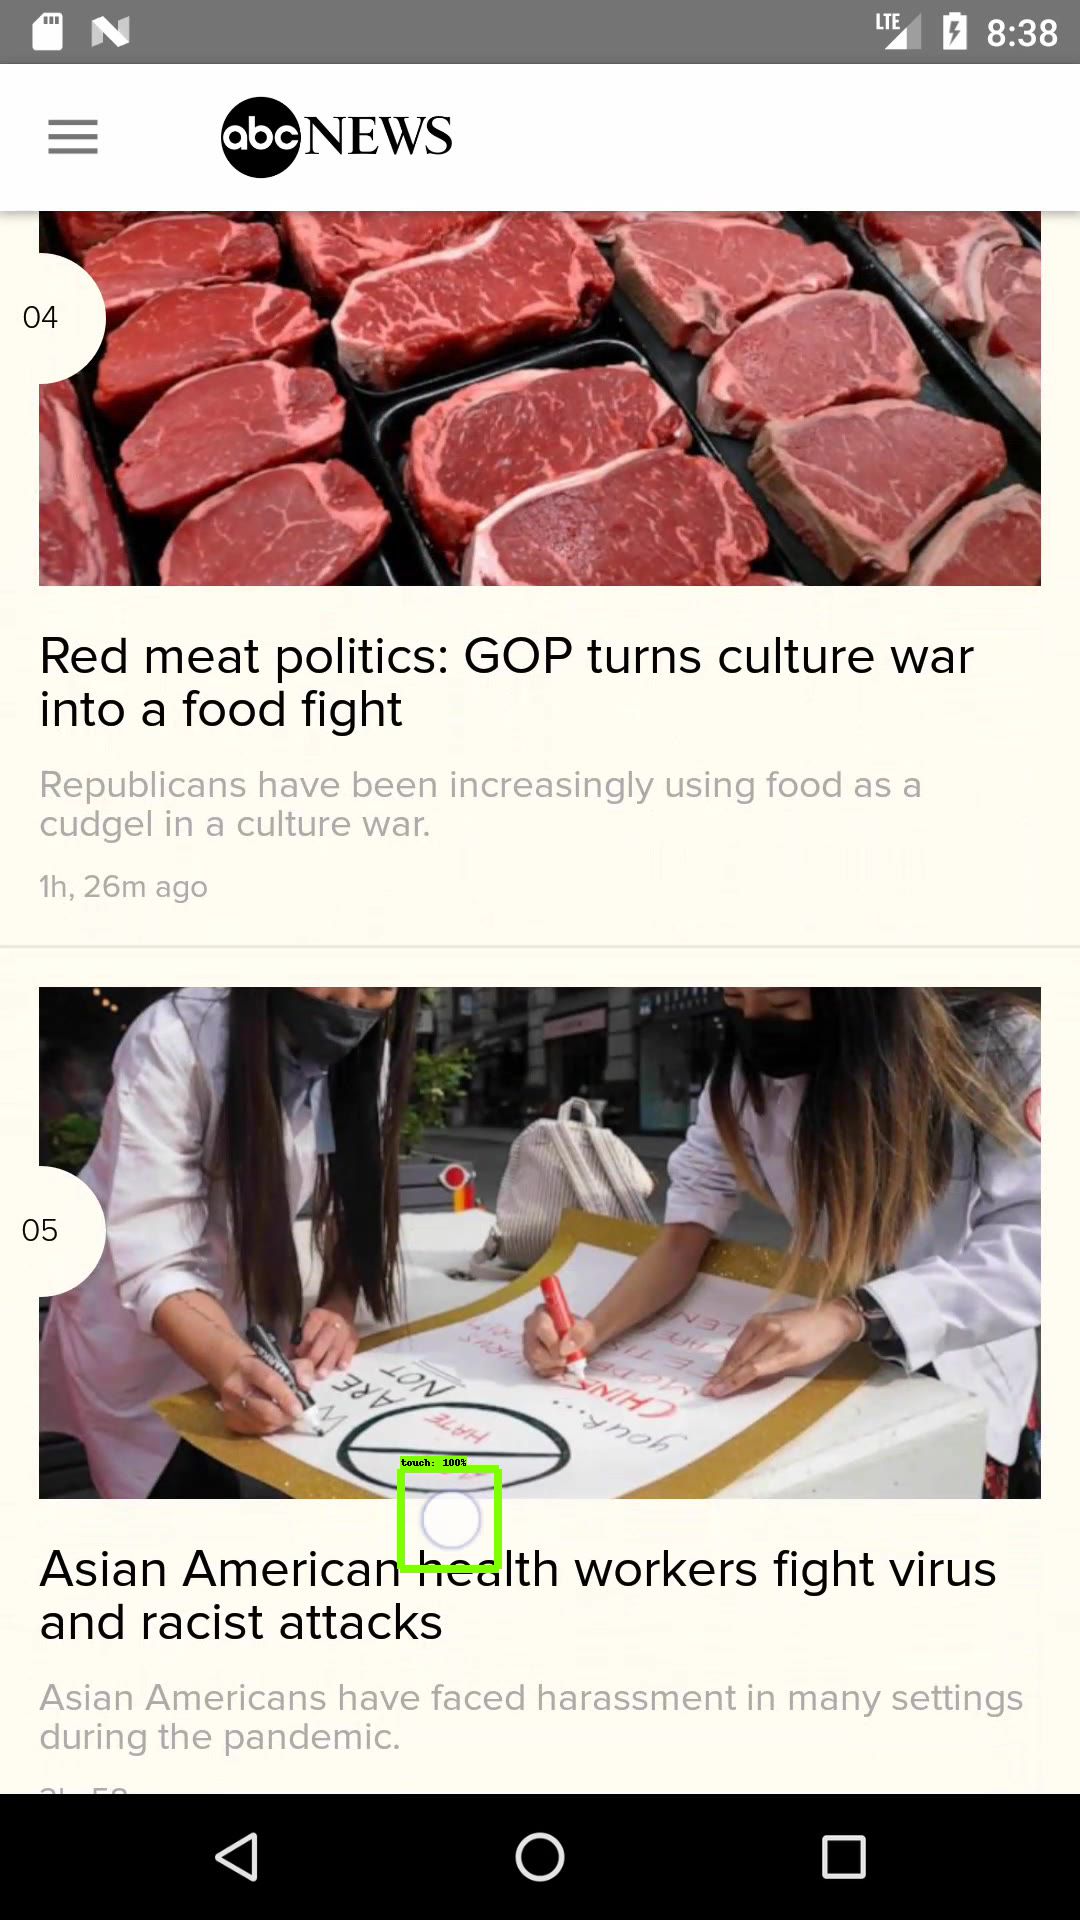 LTE 8:38
abc NEWS
04
Red meat politics: GOP turns culture war
into a food fight
Republicans have been increasingly using food as a
cudgel in a culture war.
1h, 26m ago
05
WE ARE
NOT
HATE
CHINESE
your...
touch: 100%
Asian American health workers fight virus
and racist attacks
Asian Americans have faced harassment in many settings
during the pandemic.